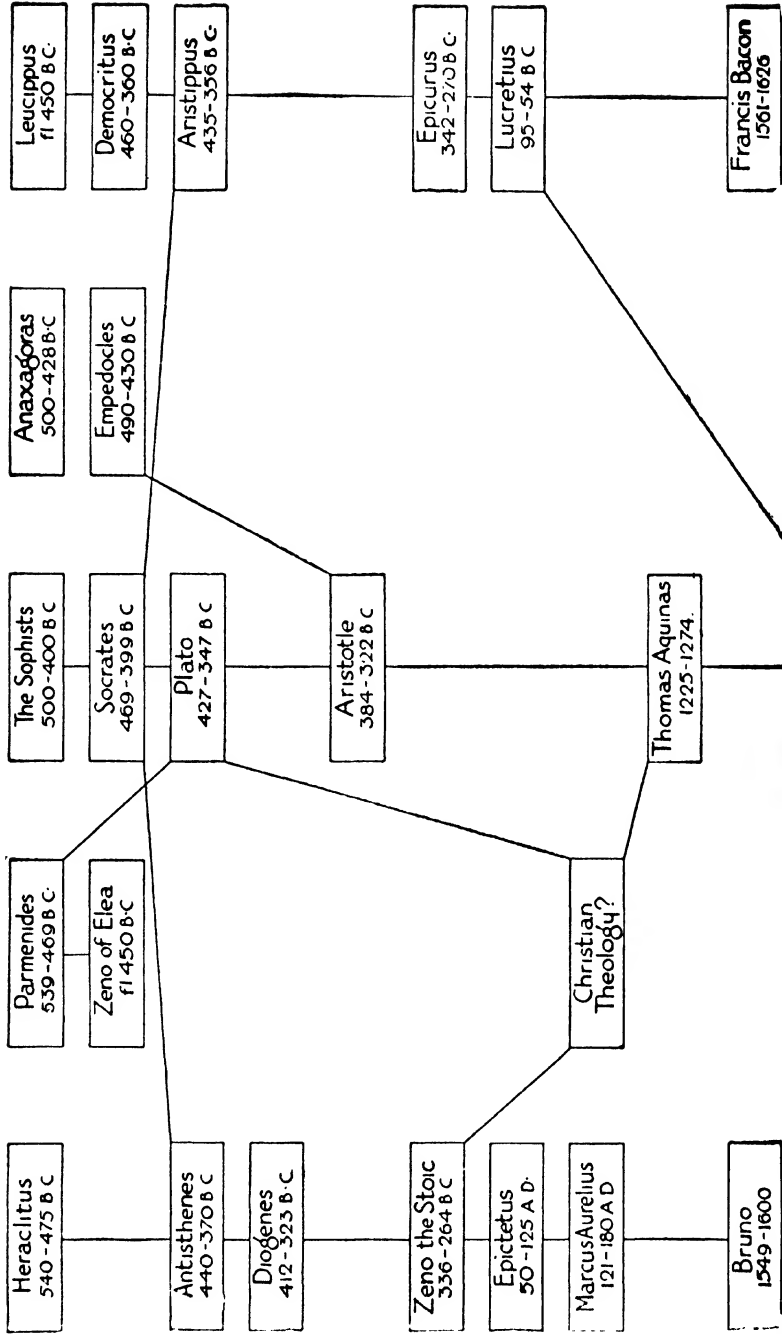 Heraclitus
540-475 B C
Parmenides
539-469 B C.
The Sophists
500-400 B C
Anaxagoras
500-428 B.C
Leucippus
fl 450 B C.
Zeno of Elea
fl 450 B.C
Socrates
469-399 B C
Empedocles
490-430 B C
Democritus
460-360 B.C
Antisthenes
440-370 B C
Plato
427-347 B C
Aristippus
435-356 B C.
Diogenes
412-323 B.C.
Aristotle
384-322 B C
Zeno the Stoic
336-264 B C
Epicurus
342-270 B C.
Epictetus
50-125 A D.
Lucretius
95-54 B C
Marcus Aurelius
121-180 A D
Christian
Theology?
Thomas Aquinas
1225-1274.
Bruno
1549-1600
Francis Bacon
1561-1626